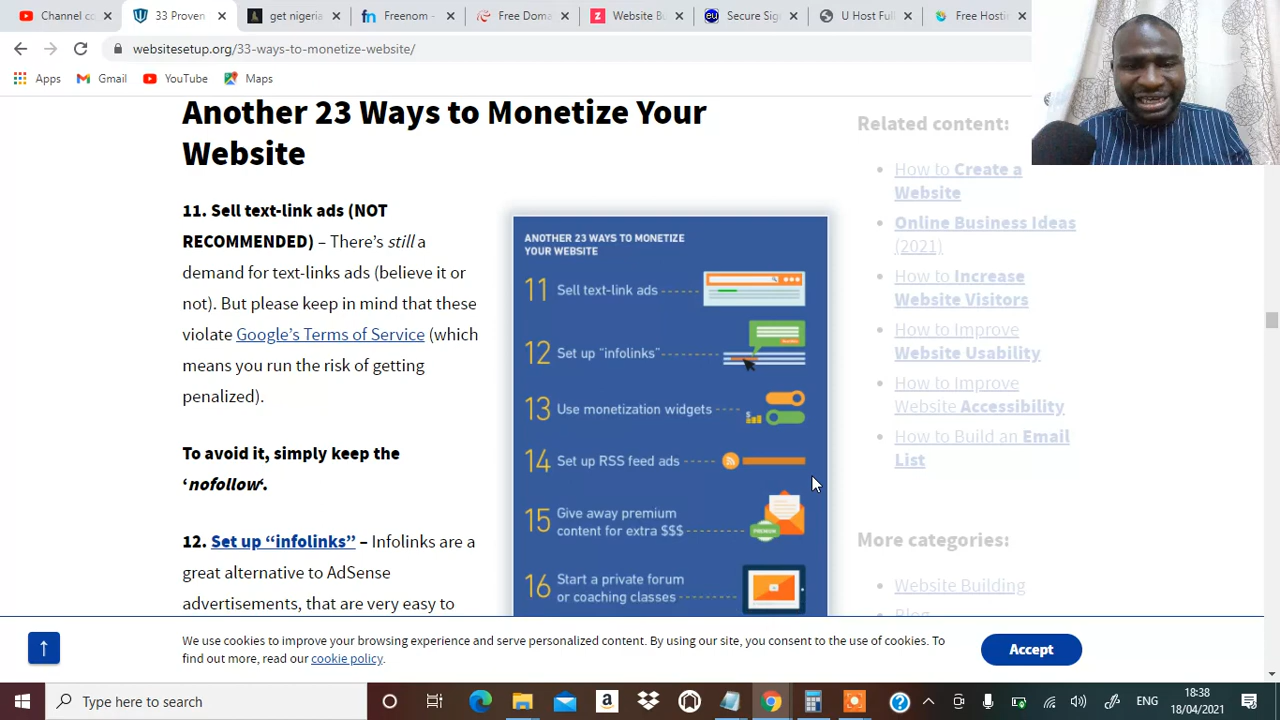 Channel co
33 Proven
get nigeria
Freenom -
Free Doma
Website Bu
Secure Sig
U Host Full
Free Hostin
websitesetup.org/33-ways-to-monetize-website/
Apps
Gmail
YouTube
Maps
Another 23 Ways to Monetize Your
Website
11. Sell text-link ads (NOT
RECOMMENDED) – There's still a
demand for text-links ads (believe it or
not). But please keep in mind that these
violate Google's Terms of Service (which
means you run the risk of getting
penalized).
To avoid it, simply keep the
'nofollow'.
12. Set up "infolinks" – Infolinks are a
great alternative to AdSense
advertisements, that are very easy to
ANOTHER 23 WAYS TO MONETIZE
YOUR WEBSITE
11 Sell text-link ads
12 Set up "infolinks"
13 Use monetization widgets
14 Set up RSS feed ads
15 Give away premium
content for extra $$$
PREMIUM
16 Start a private forum
or coaching classes
Related content:
How to Create a
Website
Online Business Ideas
(2021)
How to Increase
Website Visitors
How to Improve
Website Usability
How to Improve
Website Accessibility
How to Build an Email
List
More categories:
Website Building
Blog
We use cookies to improve your browsing experience and serve personalized content. By using our site, you consent to the use of cookies. To
find out more, read our cookie policy.
Accept
Type here to search
ENG
18:38
18/04/2021